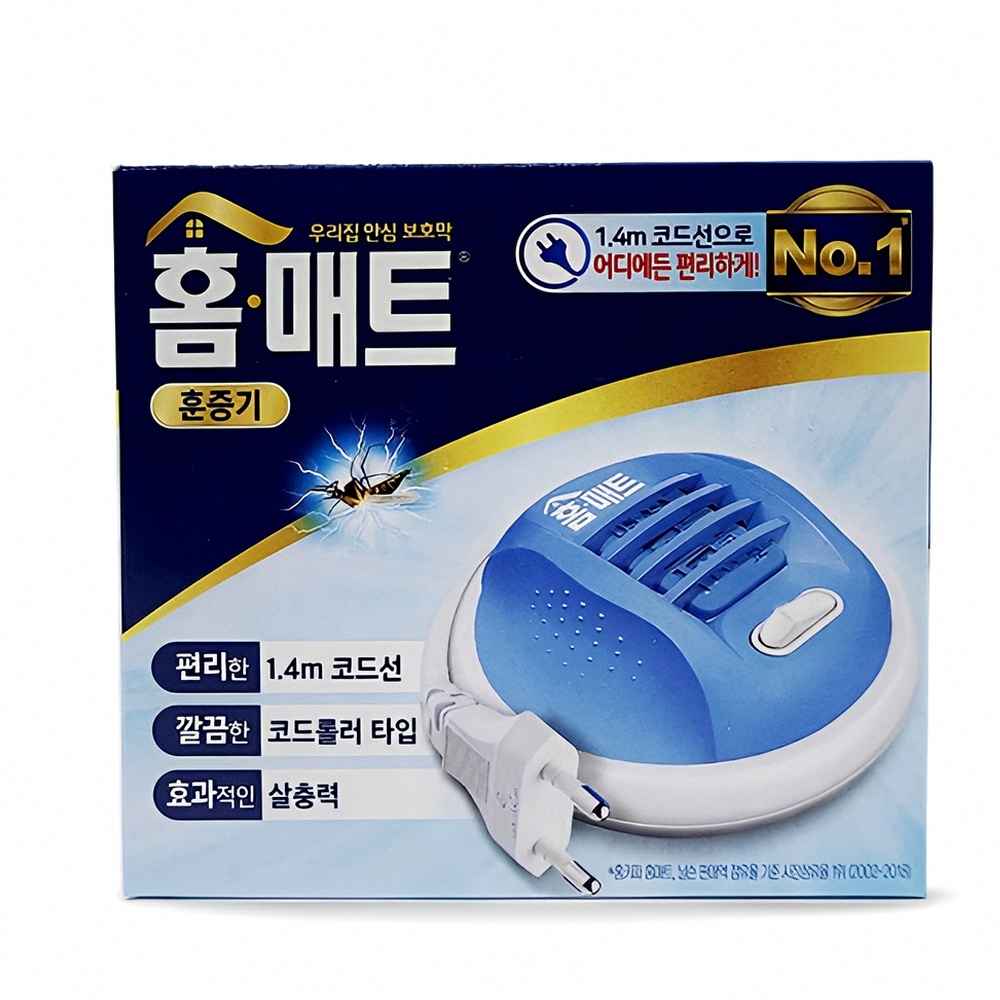 우리집 안심 보호막
홈·매트®
훈증기
1.4m 코드선으로
어디에든 편리하게!
No.1
홈매트
편리한 1.4m 코드선
깔끔한 코드롤러 타입
효과적인 살충력